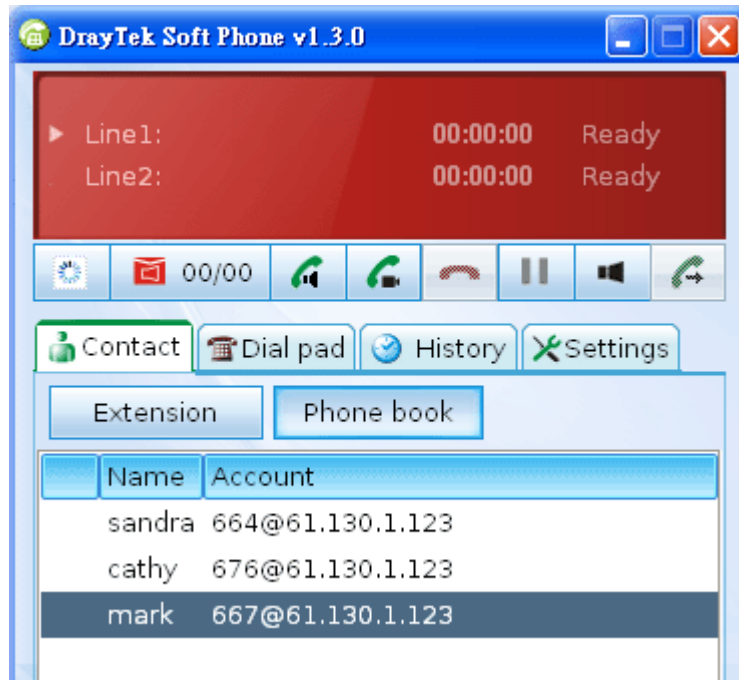 DrayTek Soft Phone v1.3.0
Line1: 00:00:00 Ready
Line2: 00:00:00 Ready
00/00
Contact Dial pad History Settings
Extension Phone book
Name Account
sandra 664@61.130.1.123
cathy 676@61.130.1.123
mark 667@61.130.1.123